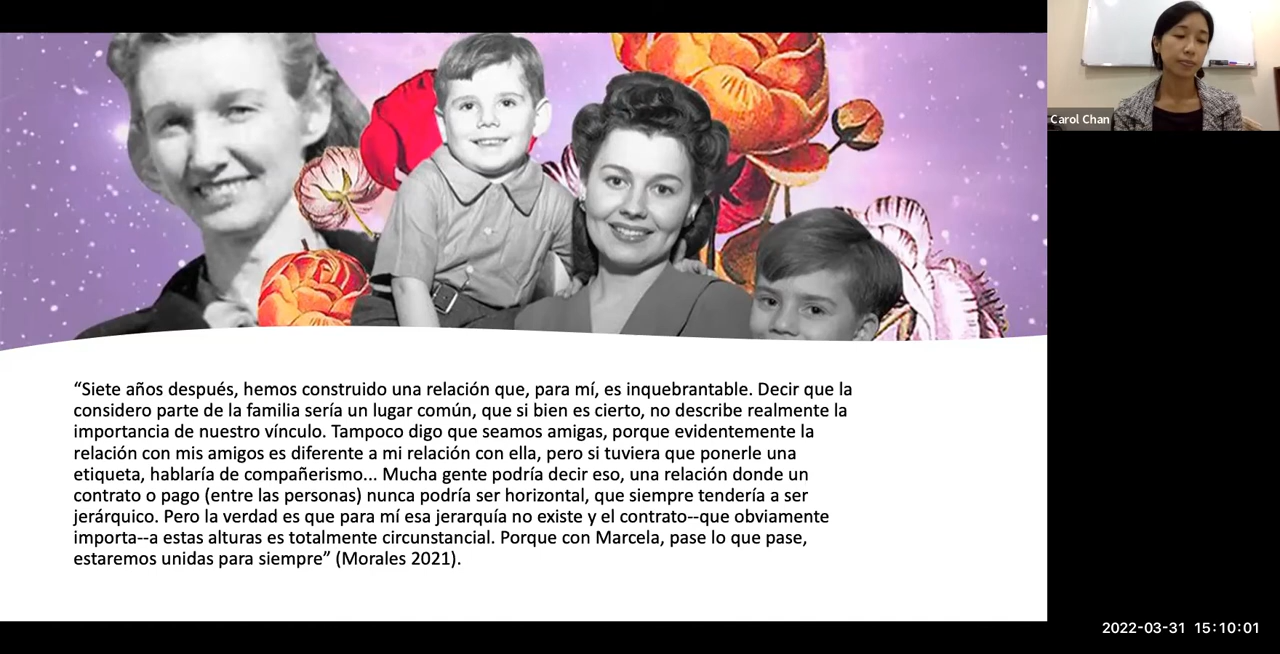 Carol Chan
“Siete años después, hemos construido una relación que, para mí, es inquebrantable. Decir que la
considero parte de la familia sería un lugar común, que si bien es cierto, no describe realmente la
importancia de nuestro vínculo. Tampoco digo que seamos amigas, porque evidentemente la
relación con mis amigos es diferente a mi relación con ella, pero si tuviera que ponerle una
etiqueta, hablaría de compañerismo... Mucha gente podría decir eso, una relación donde un
contrato o pago (entre las personas) nunca podría ser horizontal, que siempre tendería a ser
jerárquico. Pero la verdad es que para mí esa jerarquía no existe y el contrato--que obviamente
importa--a estas alturas es totalmente circunstancial. Porque con Marcela, pase lo que pase,
estaremos unidas para siempre” (Morales 2021).
2022-03-31 15:10:01